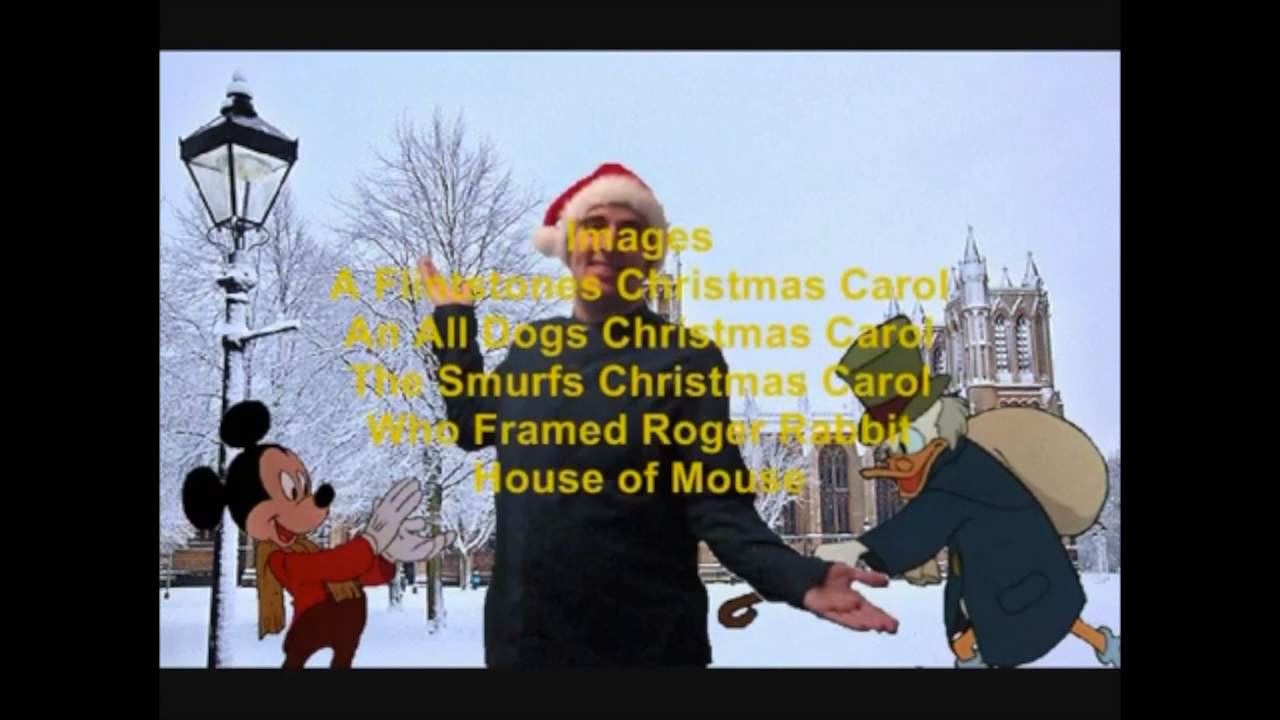 Images
A Flintstones Christmas Carol
An All Dogs Christmas Carol
The Smurfs Christmas Carol
Who Framed Roger Rabbit
House of Mouse